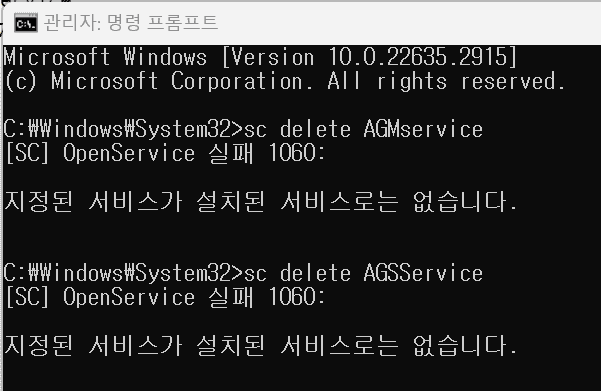 관리자: 명령 프롬프트
Microsoft Windows [Version 10.0.22635.2915]
(c) Microsoft Corporation. All rights reserved.
C:₩Windows₩System32>sc delete AGMservice
[SC] OpenService 실패 1060:
지정된 서비스가 설치된 서비스로는 없습니다.
C:₩Windows₩System32>sc delete AGSService
[SC] OpenService 실패 1060:
지정된 서비스가 설치된 서비스로는 없습니다.